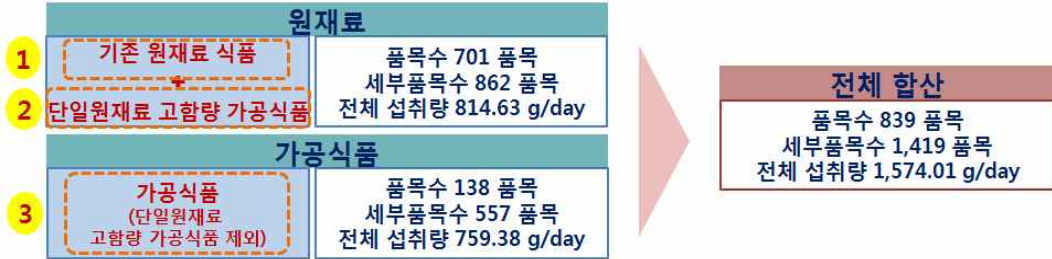 원재료
1
기존 원재료 식품
+
2
단일원재료 고함량 가공식품
품목수 701 품목
세부품목수 862 품목
전체 섭취량 814.63 g/day
가공식품
3
가공식품
(단일원재료
고함량 가공식품 제외)
품목수 138 품목
세부품목수 557 품목
전체 섭취량 759.38 g/day
전체 합산
품목수 839 품목
세부품목수 1,419 품목
전체 섭취량 1,574.01 g/day